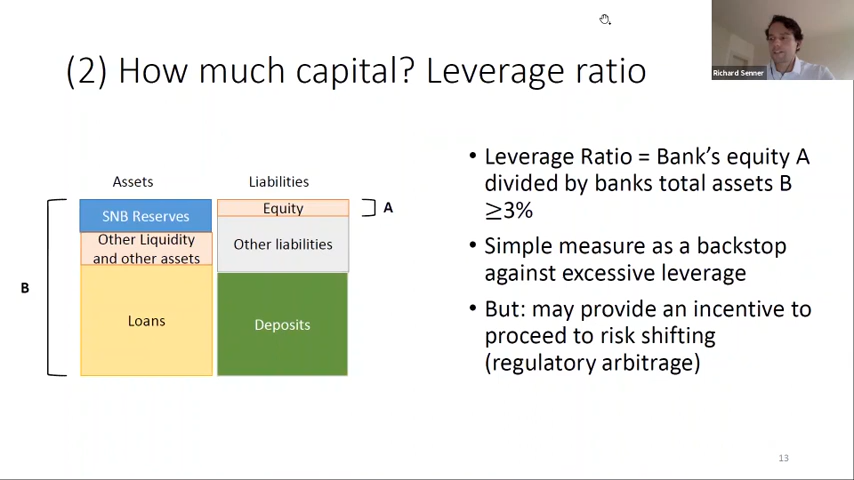 (2) How much capital? Leverage ratio
Richard Senner
Assets
Liabilities
SNB Reserves
Other Liquidity
and other assets
Loans
Equity
Other liabilities
Deposits
A
B
• Leverage Ratio = Bank's equity A
divided by banks total assets B
≥3%
• Simple measure as a backstop
against excessive leverage
• But: may provide an incentive to
proceed to risk shifting
(regulatory arbitrage)
13